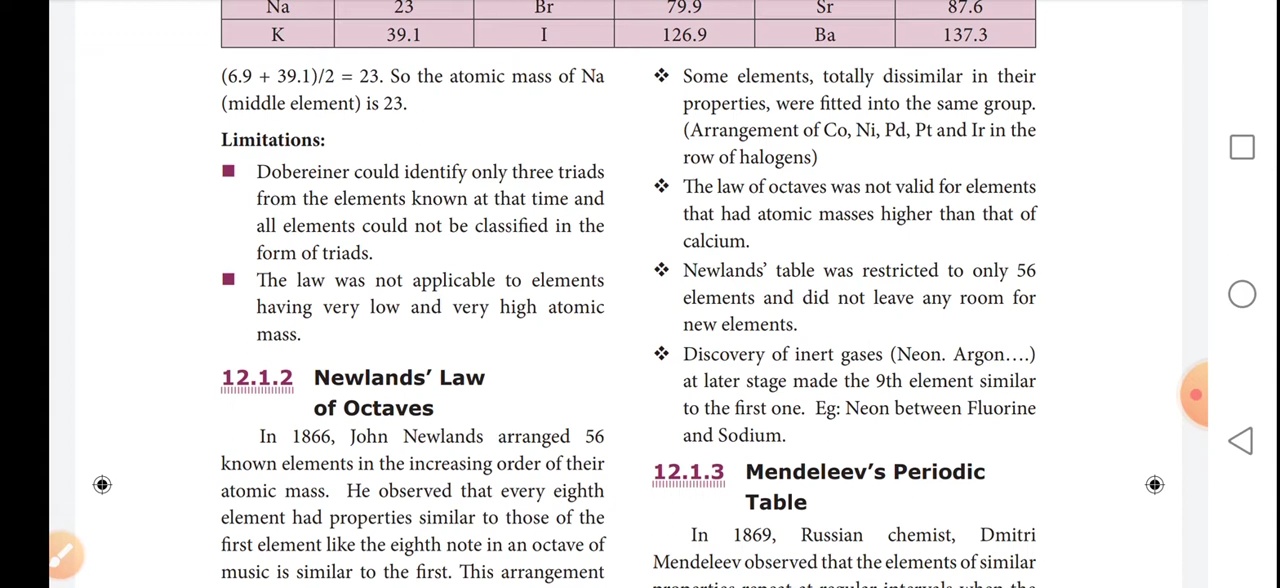 Na 23 Br 79.9 Sr 87.6
K 39.1 I 126.9 Ba 137.3
(6.9 + 39.1)/2 = 23. So the atomic mass of Na
(middle element) is 23.
Limitations:
Dobereiner could identify only three triads
from the elements known at that time and
all elements could not be classified in the
form of triads.
The law was not applicable to elements
having very low and very high atomic
mass.
12.1.2 Newlands’ Law
of Octaves
In 1866, John Newlands arranged 56
known elements in the increasing order of their
atomic mass. He observed that every eighth
element had properties similar to those of the
first element like the eighth note in an octave of
music is similar to the first. This arrangement
Some elements, totally dissimilar in their
properties, were fitted into the same group.
(Arrangement of Co, Ni, Pd, Pt and Ir in the
row of halogens)
The law of octaves was not valid for elements
that had atomic masses higher than that of
calcium.
Newlands’ table was restricted to only 56
elements and did not leave any room for
new elements.
Discovery of inert gases (Neon. Argon….)
at later stage made the 9th element similar
to the first one. Eg: Neon between Fluorine
and Sodium.
12.1.3 Mendeleev’s Periodic
Table
In 1869, Russian chemist, Dmitri
Mendeleev observed that the elements of similar
properties repeat at regular intervals when the